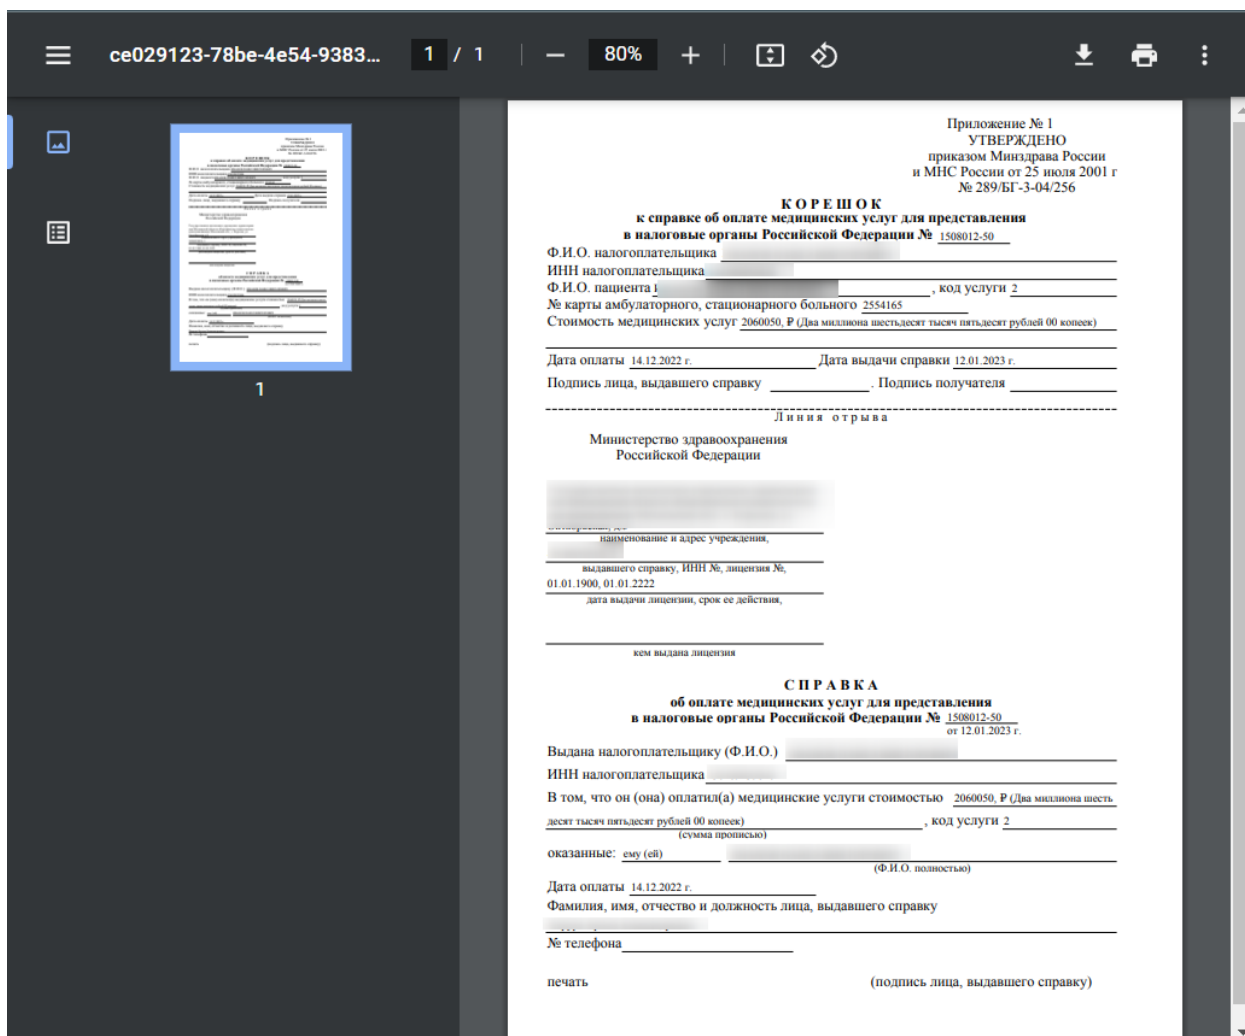 ce029123-78be-4e54-9383...
1 / 1
80%
1
Приложение № 1
УТВЕРЖДЕНО
приказом Минздрава России
и МНС России от 25 июля 2001 г
№ 289/БГ-3-04/256
КОРЕШОК
к справке об оплате медицинских услуг для представления
в налоговые органы Российской Федерации № 1508012-50
Ф.И.О. налогоплательщика
ИНН налогоплательщика
Ф.И.О. пациента , код услуги 2
№ карты амбулаторного, стационарного больного 2554165
Стоимость медицинских услуг 2060050, ₽ (Два миллиона шестьдесят тысяч пятьдесят рублей 00 копеек)
Дата оплаты 14.12.2022 г. Дата выдачи справки 12.01.2023 г.
Подпись лица, выдавшего справку . Подпись получателя
Линия отрыва
Министерство здравоохранения
Российской Федерации
наименование и адрес учреждения,
выдавшего справку, ИНН №, лицензия №,
01.01.1900, 01.01.2222
дата выдачи лицензии, срок ее действия,
кем выдана лицензия
СПРАВКА
об оплате медицинских услуг для представления
в налоговые органы Российской Федерации № 1508012-50
от 12.01.2023 г.
Выдана налогоплательщику (Ф.И.О.)
ИНН налогоплательщика
В том, что он (она) оплатил(а) медицинские услуги стоимостью 2060050, ₽ (Два миллиона шесть
десят тысяч пятьдесят рублей 00 копеек) , код услуги 2
(сумма прописью)
оказанные: ему (ей)
(Ф.И.О. полностью)
Дата оплаты 14.12.2022 г.
Фамилия, имя, отчество и должность лица, выдавшего справку
№ телефона
печать (подпись лица, выдавшего справку)